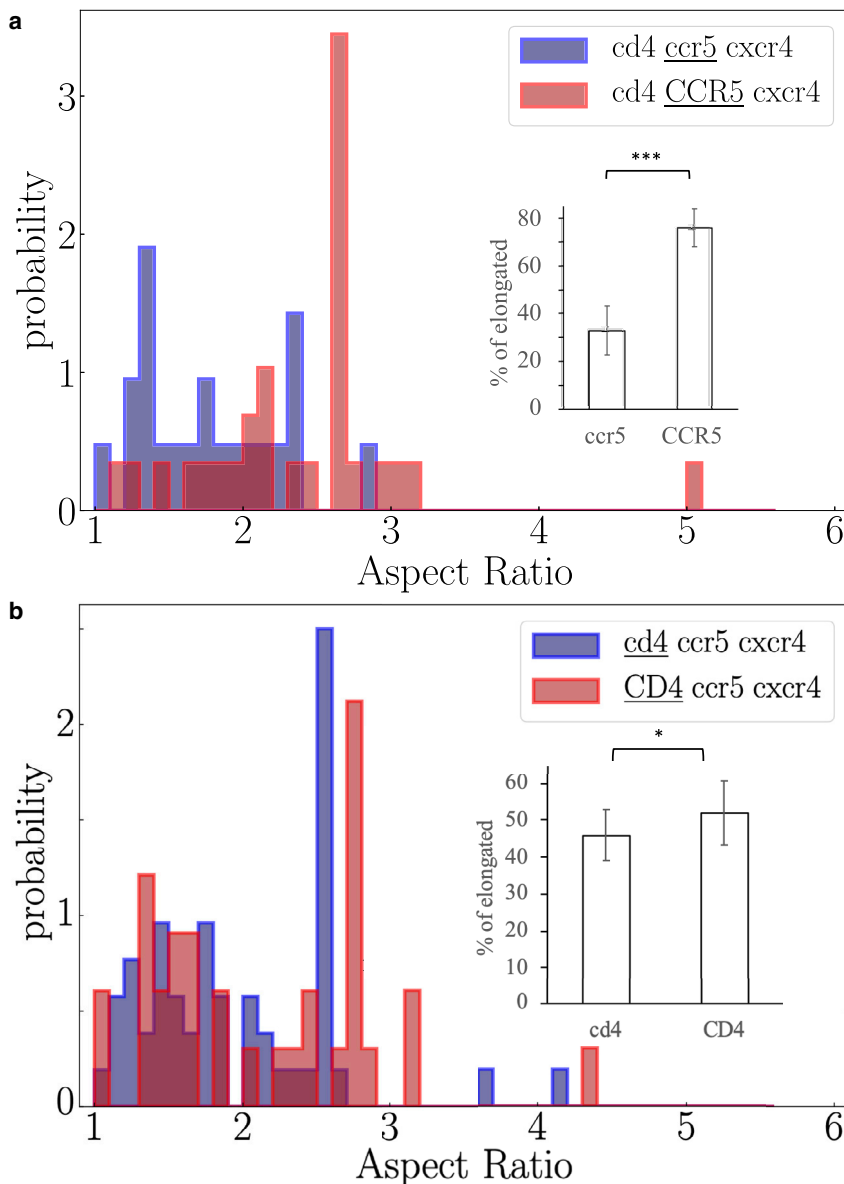 a
cd4 ccr5 cxcr4
cd4 CCR5 cxcr4
probability
3
2
1
0
1 2 3 4 5 6
Aspect Ratio
***
% of elongated
80
60
40
20
0
ccr5 CCR5
b
cd4 ccr5 cxcr4
CD4 ccr5 cxcr4
probability
2
1
0
1 2 3 4 5 6
Aspect Ratio
*
% of elongated
60
50
40
30
20
10
0
cd4 CD4